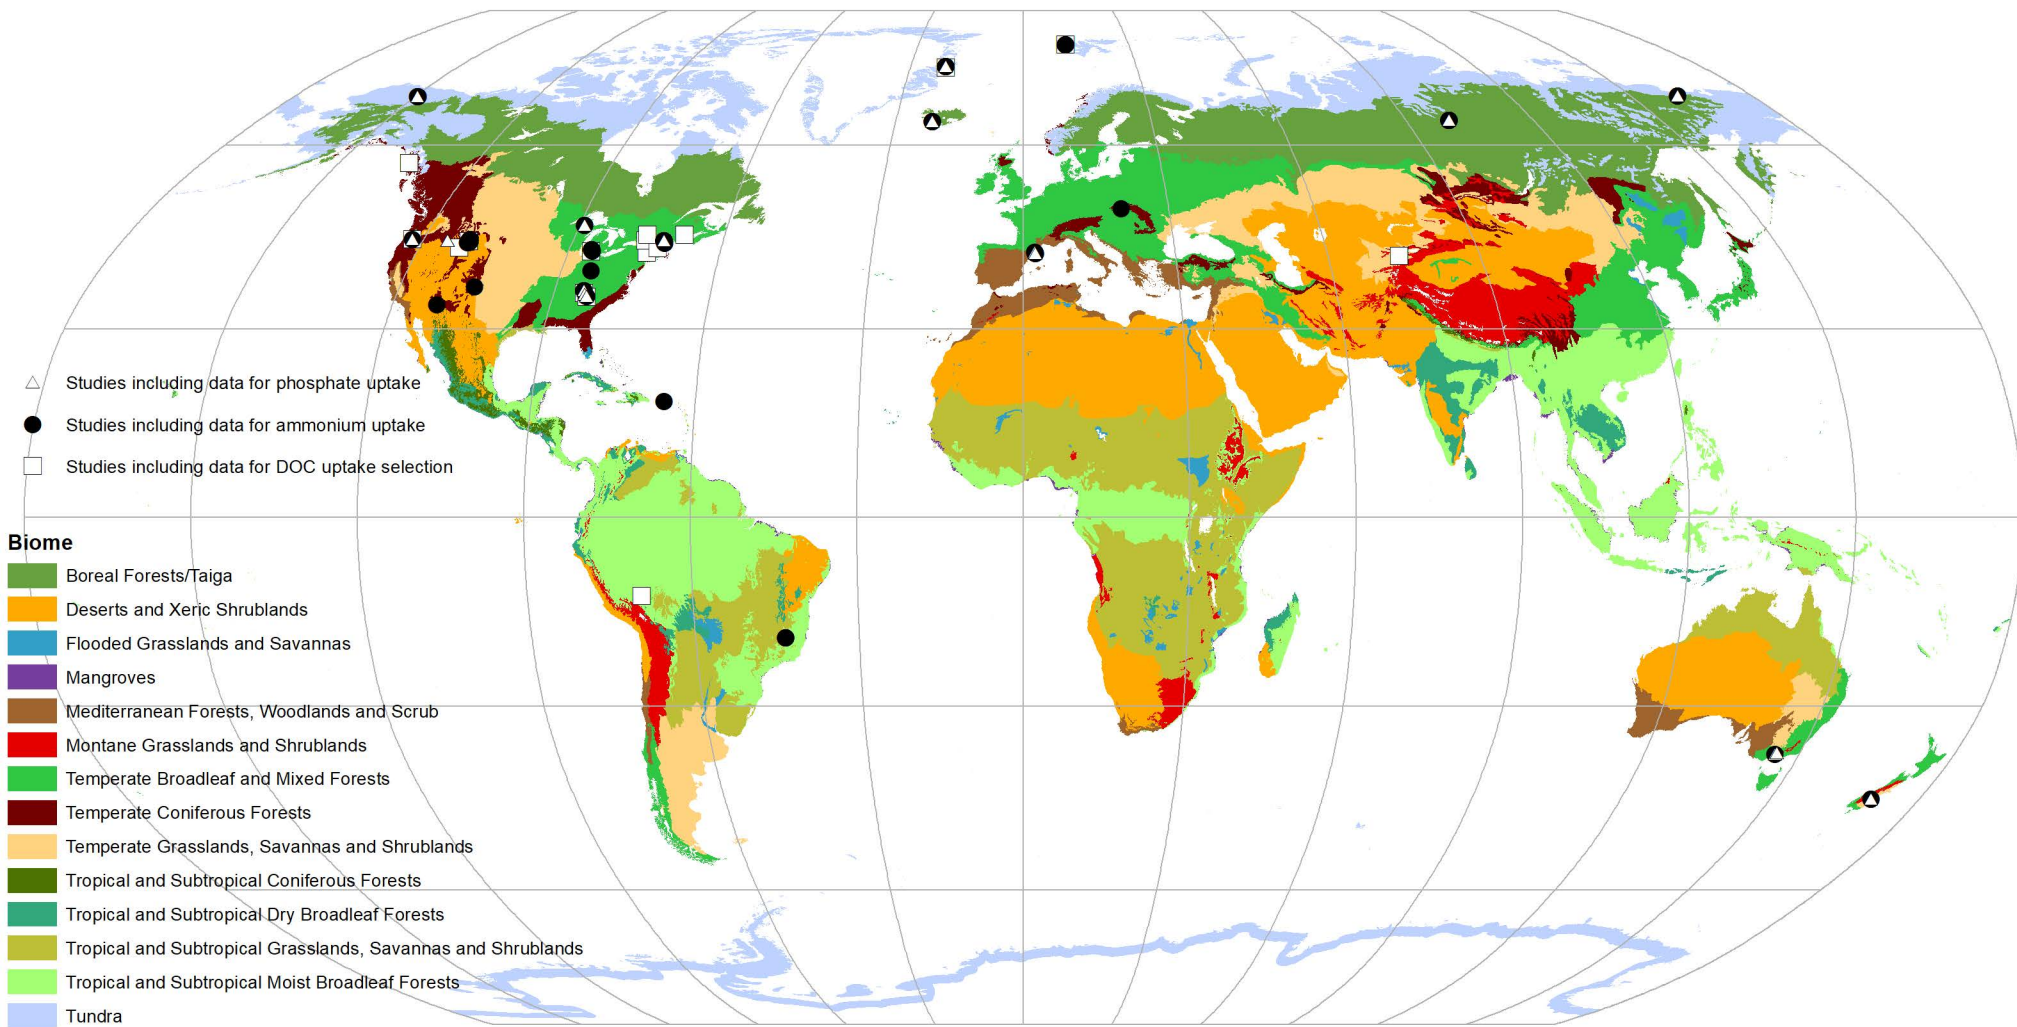 Studies including data for phosphate uptake
Studies including data for ammonium uptake
Studies including data for DOC uptake selection
Biome
Boreal Forests/Taiga
Deserts and Xeric Shrublands
Flooded Grasslands and Savannas
Mangroves
Mediterranean Forests, Woodlands and Scrub
Montane Grasslands and Shrublands
Temperate Broadleaf and Mixed Forests
Temperate Coniferous Forests
Temperate Grasslands, Savannas and Shrublands
Tropical and Subtropical Coniferous Forests
Tropical and Subtropical Dry Broadleaf Forests
Tropical and Subtropical Grasslands, Savannas and Shrublands
Tropical and Subtropical Moist Broadleaf Forests
Tundra